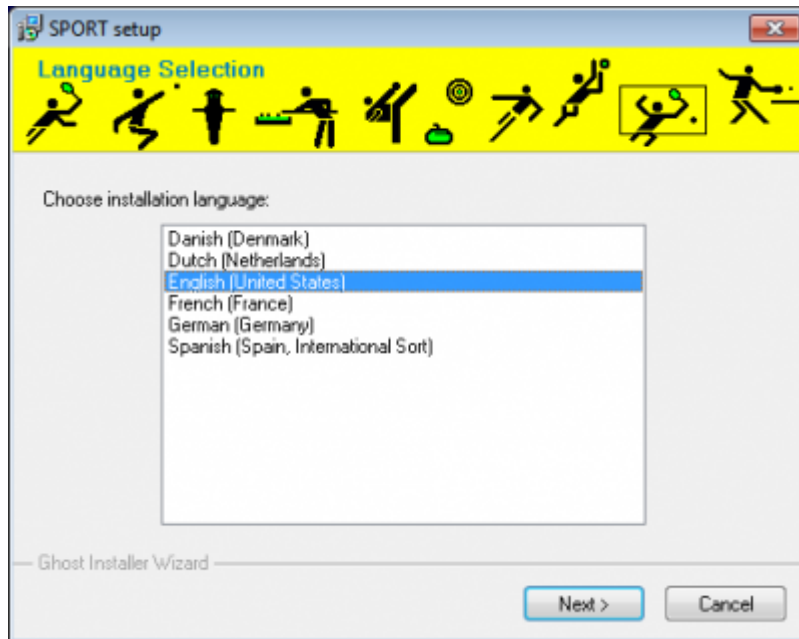 SPORT setup
Language Selection
Choose installation language:
Danish (Denmark)
Dutch (Netherlands)
English (United States)
French (France)
German (Germany)
Spanish (Spain, International Sort)
Ghost Installer Wizard
Next >
Cancel